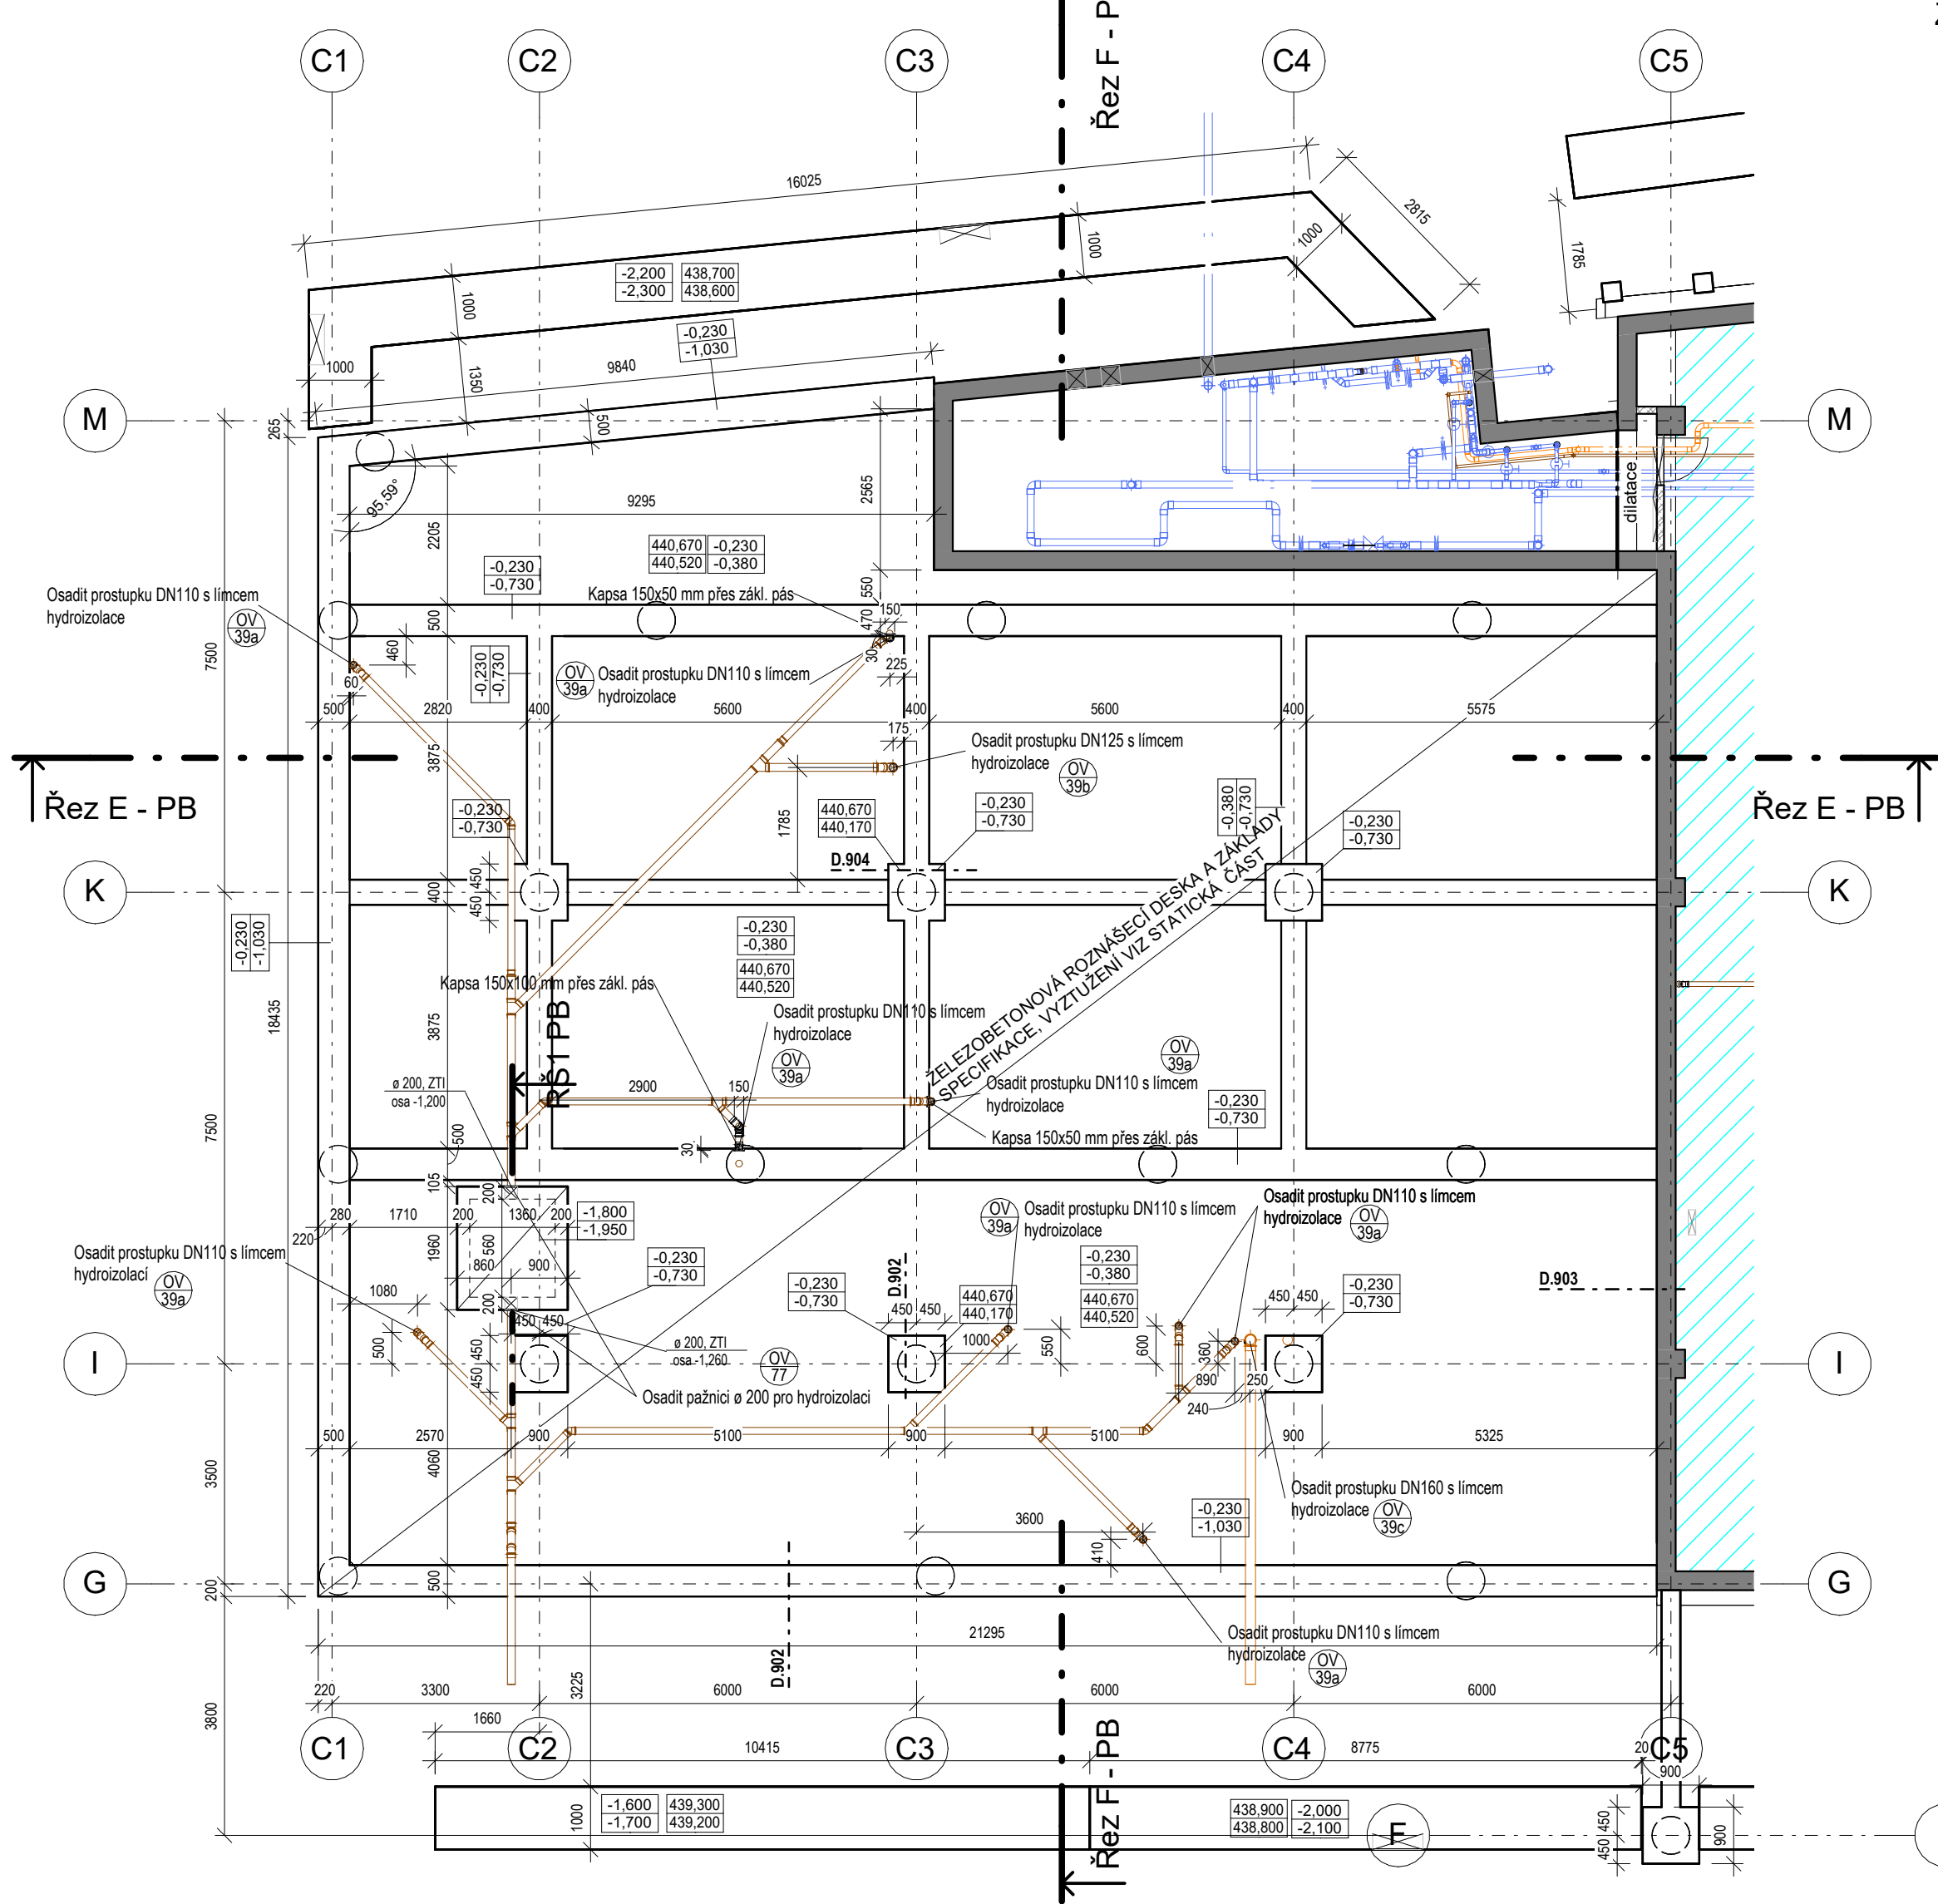 C1
C2
C3
C4
C5
Řez F - P
16025
2815
1000
1000
1785
-2,200
-2,300
438,700
438,600
1000
-0,230
-1,030
9840
1000
1350
500
M
M
265
95,59°
2205
9295
2565
dilatace
440,670
440,520
-0,230
-0,380
-0,230
-0,730
Kapsa 150x50 mm přes zákl. pás
550
150
470
Osadit prostupku DN110 s límcem
hydroizolace
OV
39a
500
460
30
7500
-0,230
-0,730
OV
39a
Osadit prostupku DN110 s límcem
hydroizolace
225
60
500
2820
400
5600
400
5600
400
5575
175
3875
Osadit prostupku DN125 s límcem
hydroizolace
OV
39b
Řez E - PB
Řez E - PB
-0,230
-0,730
1785
440,670
440,170
-0,230
-0,730
-0,380
-0,730
-0,230
-0,730
D.904
K
K
450
450
400
-0,230
-1,030
-0,230
-0,380
440,670
440,520
ŽELEZOBETONOVÁ ROZNÁŠECÍ DESKA A ZÁKLADY
SPECIFIKACE, VYZTUŽENÍ VIZ STATICKÁ ČÁST
Kapsa 150x100 mm přes zákl. pás
18435
3875
RŠ1 PB
Osadit prostupku DN110 s límcem
hydroizolace
OV
39a
OV
39a
ø 200, ZTI
osa -1,200
2900
150
Osadit prostupku DN110 s límcem
hydroizolace
-0,230
-0,730
7500
500
30
Kapsa 150x50 mm přes zákl. pás
105
200
280
1710
200
1360
200
-1,800
-1,950
220
1960
560
OV
39a
Osadit prostupku DN110 s límcem
hydroizolace
Osadit prostupku DN110 s límcem
hydroizolace
OV
39a
Osadit prostupku DN110 s límcem
hydroizolací
OV
39a
860
900
-0,230
-0,730
D.902
-0,230
-0,380
D.903
1080
200
-0,230
-0,730
440,670
440,170
440,670
440,520
-0,230
-0,730
450
450
450
450
450
450
500
450
450
ø 200, ZTI
osa -1,260
OV
77
1000
550
600
360
I
I
Osadit pažnici ø 200 pro hydroizolaci
890
250
240
500
2570
900
5100
900
5100
900
5325
3500
4060
Osadit prostupku DN160 s límcem
hydroizolace
OV
39c
3600
-0,230
-1,030
410
G
G
200
500
D.902
Osadit prostupku DN110 s límcem
hydroizolace
OV
39a
21295
220
3300
3225
6000
6000
6000
3800
1660
C1
C2
C3
C4
C5
10415
8775
20
900
Řez F - PB
1000
-1,600
-1,700
439,300
439,200
438,900
438,800
-2,000
-2,100
F
450
450
900